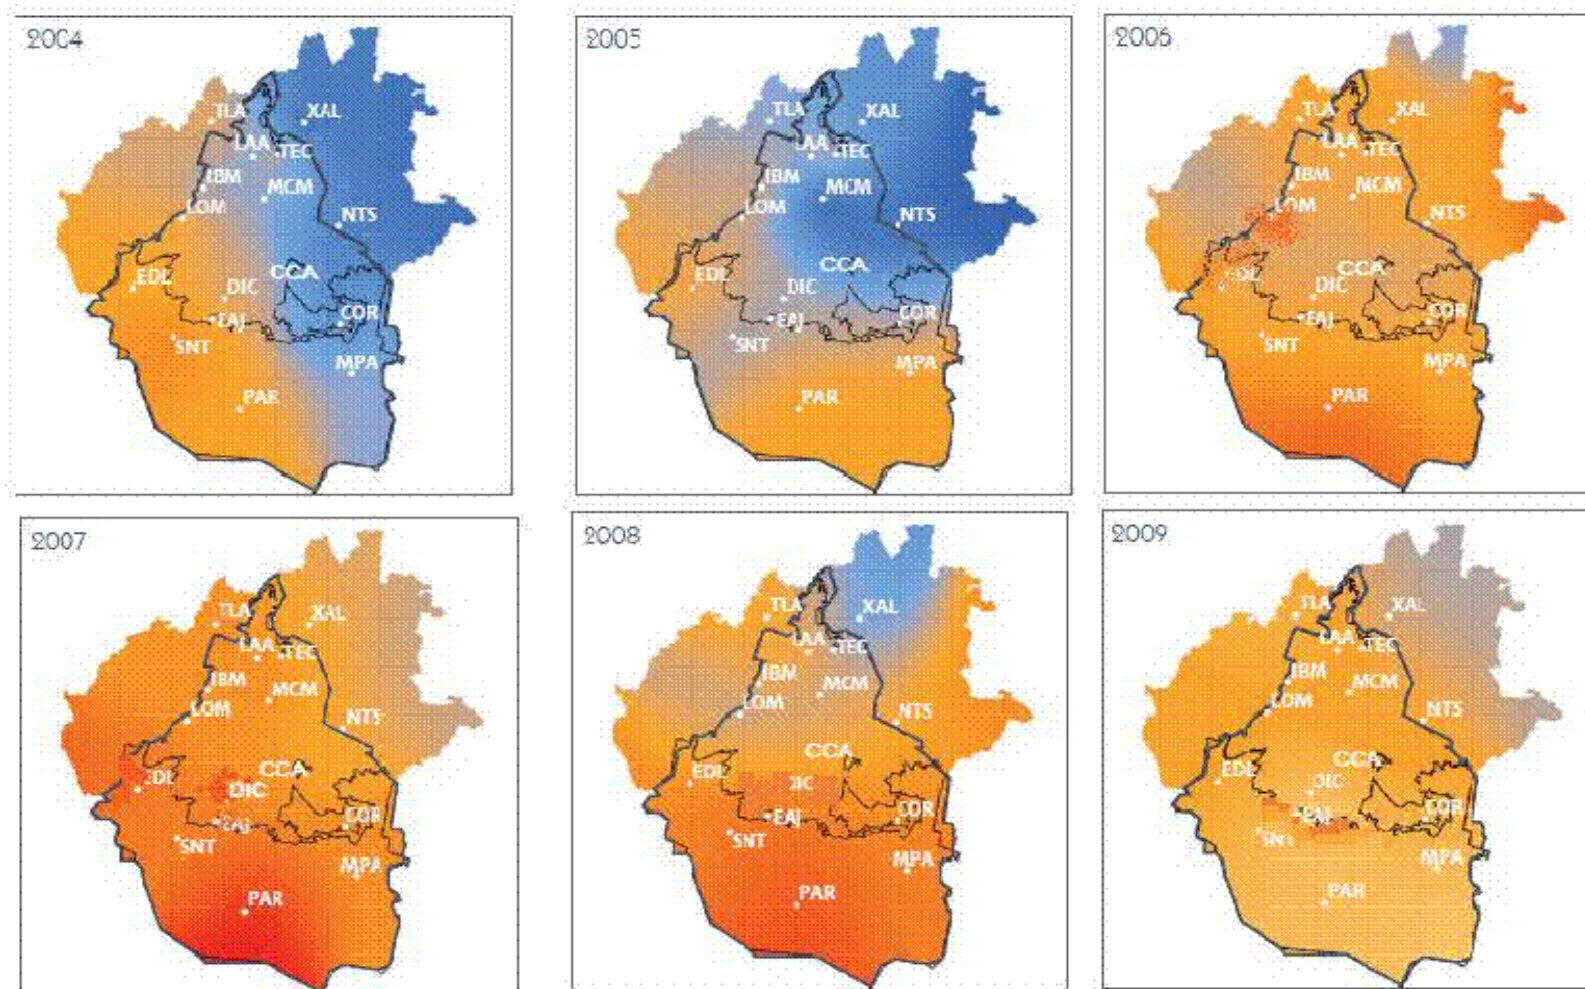 2004
TLA XAL
LAA TEC
IBM MCM
LOM NTS
CCA
EDL DIC
EAJ COR
SNT MPA
PAR
2005
TLA XAL
LAA TEC
IBM MCM
LOM NTS
CCA
EDL DIC
EAJ COR
SNT MPA
PAR
2006
TLA XAL
LAA TEC
IBM MCM
LOM NTS
CCA
EDL DIC
EAJ COR
SNT MPA
PAR
2007
TLA XAL
LAA TEC
IBM MCM
LOM NTS
CCA
EDL DIC
EAJ COR
SNT MPA
PAR
2008
TLA XAL
LAA TEC
IBM MCM
LOM NTS
CCA
EDL DIC
EAJ COR
SNT MPA
PAR
2009
TLA XAL
LAA TEC
IBM MCM
LOM NTS
CCA
EDL DIC
EAJ COR
SNT MPA
PAR